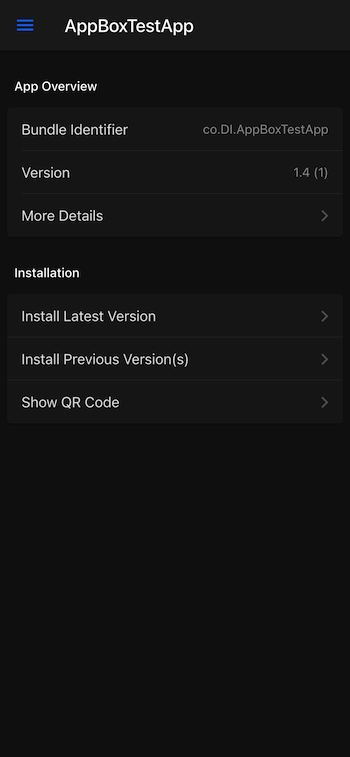 AppBoxTestApp
App Overview
Bundle Identifier co.DI.AppBoxTestApp
Version 1.4 (1)
More Details
Installation
Install Latest Version
Install Previous Version(s)
Show QR Code